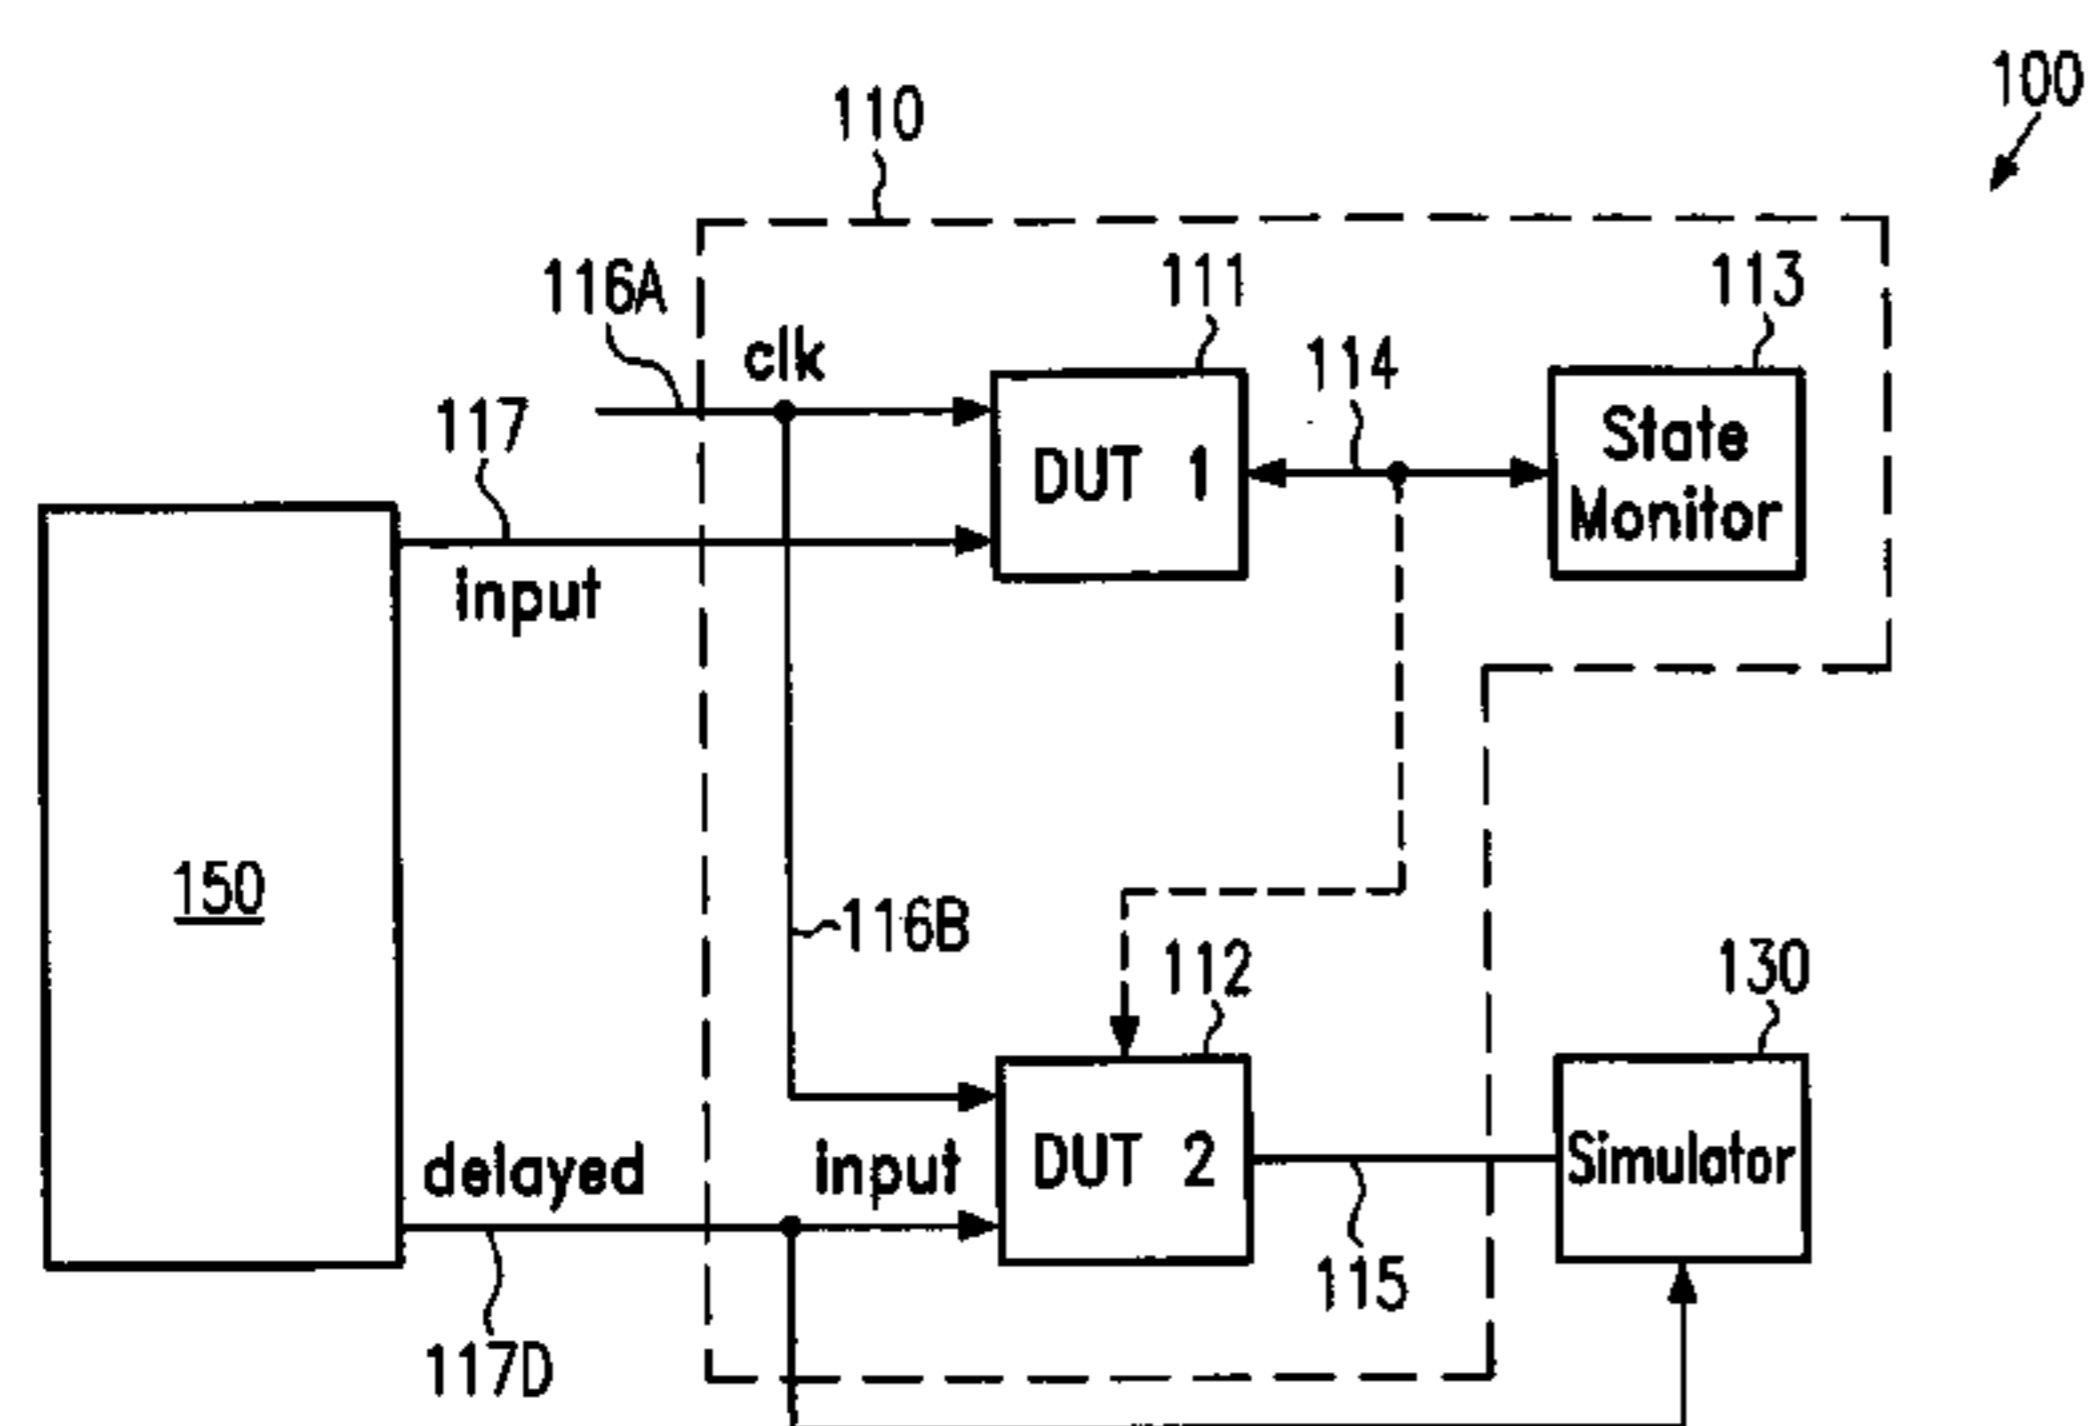 100
110
116A
clk
111
113
114
117
DUT 1
State
Monitor
input
150
116B
112
130
delayed
input
DUT 2
Simulator
115
117D